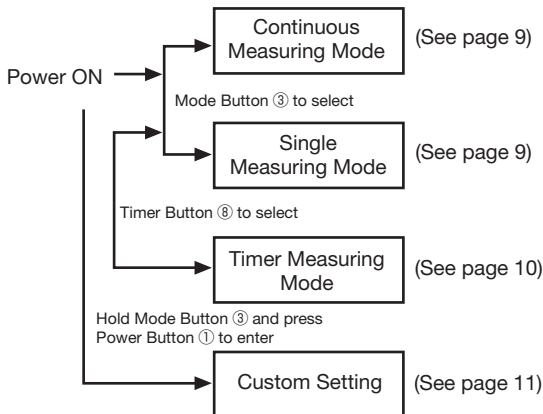 Continuous
Measuring Mode
(See page 9)
Power ON
Mode Button ③ to select
Single
Measuring Mode
(See page 9)
Timer Button ⑧ to select
Timer Measuring
Mode
(See page 10)
Hold Mode Button ③ and press
Power Button ① to enter
Custom Setting
(See page 11)